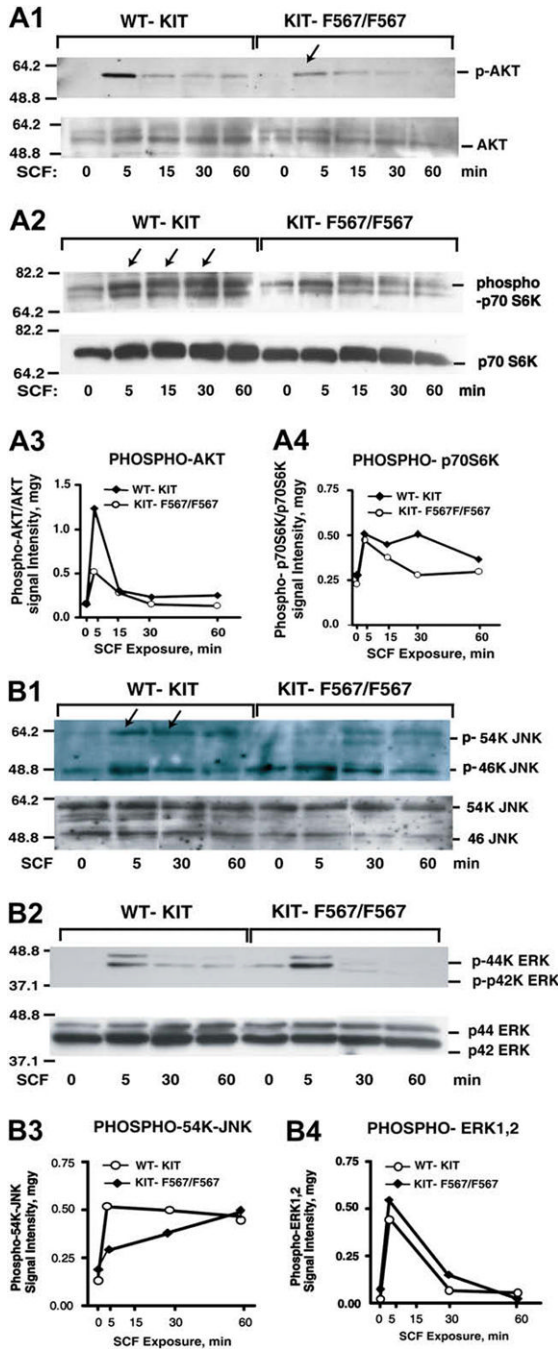 A1
WT- KIT KIT- F567/F567
64.2
p-AKT
48.8
64.2
AKT
48.8
SCF: 0 5 15 30 60 0 5 15 30 60 min
A2
WT- KIT KIT- F567/F567
82.2
phospho
-p70 S6K
64.2
82.2
p70 S6K
64.2
SCF: 0 5 15 30 60 0 5 15 30 60 min
A3
PHOSPHO-AKT
Phospho-AKT/AKT
signal Intensity, mgy
WT- KIT
KIT- F567/F567
1.5
1.0
0.5
0.0
0 5 15 30 60
SCF Exposure, min
A4
PHOSPHO- p70S6K
Phospho- p70S6K/p70S6K
signal Intensity, mgy
WT- KIT
KIT- F567F/F567
0.75
0.50
0.25
0.00
0 5 15 30 60
SCF Exposure, min
B1
WT- KIT KIT- F567/F567
64.2
p- 54K JNK
48.8
p-46K JNK
64.2
54K JNK
48.8
46 JNK
SCF 0 5 30 60 0 5 30 60 min
B2
WT- KIT KIT- F567/F567
48.8
p-44K ERK
37.1
p-p42K ERK
48.8
p44 ERK
37.1
p42 ERK
SCF 0 5 30 60 0 5 30 60 min
B3
PHOSPHO-54K-JNK
Phospho-54K-JNK
Signal Intensity, mgy
WT- KIT
KIT- F567/F567
0.75
0.50
0.25
0.00
0 5 15 30 60
SCF Exposure, min
B4
PHOSPHO- ERK1,2
Phospho-ERK1,2
Signal Intensity, mgy
WT- KIT
KIT- F567/F567
0.75
0.50
0.25
0.00
0 5 15 30 60
SCF Exposure, min